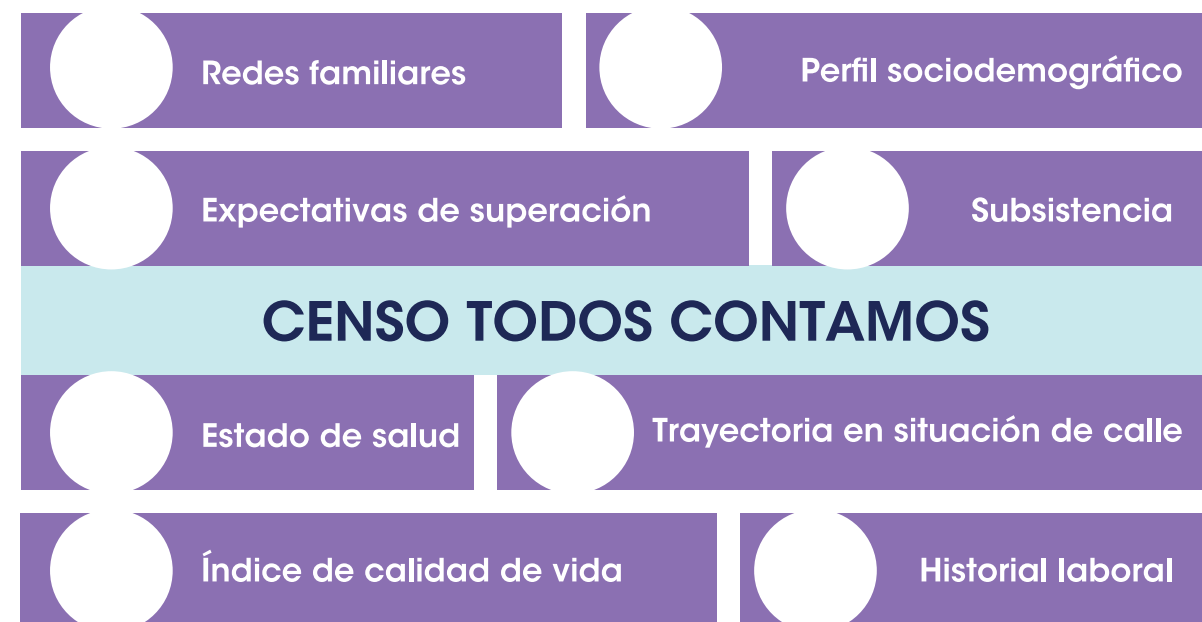 Redes familiares
Perfil sociodemográfico
Expectativas de superación
Subsistencia
CENSO TODOS CONTAMOS
Estado de salud
Trayectoria en situación de calle
Índice de calidad de vida
Historial laboral